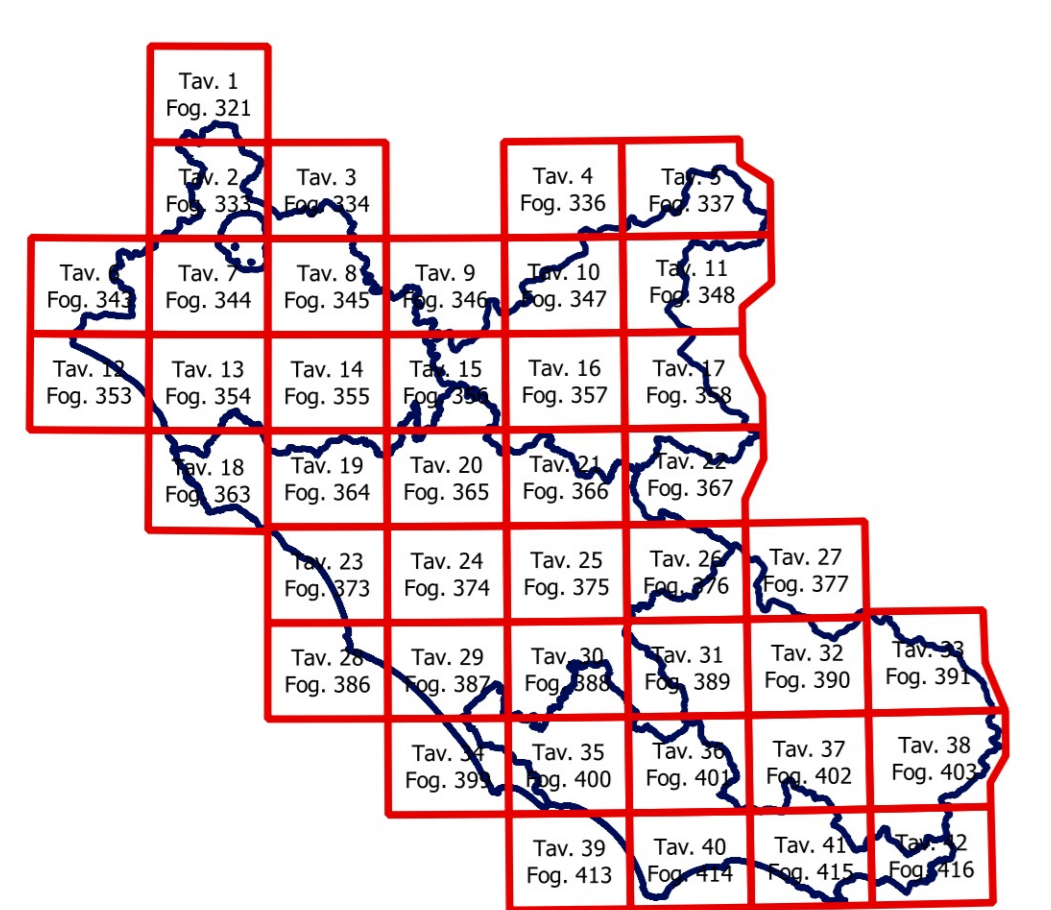 Tav. 1
Fog. 321
Tav. 2
Fog. 333
Tav. 3
Fog. 334
Tav. 4
Fog. 336
Tav. 5
Fog. 337
Tav. 6
Fog. 343
Tav. 7
Fog. 344
Tav. 8
Fog. 345
Tav. 9
Fog. 346
Tav. 10
Fog. 347
Tav. 11
Fog. 348
Tav. 12
Fog. 353
Tav. 13
Fog. 354
Tav. 14
Fog. 355
Tav. 15
Fog. 356
Tav. 16
Fog. 357
Tav. 17
Fog. 358
Tav. 18
Fog. 363
Tav. 19
Fog. 364
Tav. 20
Fog. 365
Tav. 21
Fog. 366
Tav. 22
Fog. 367
Tav. 23
Fog. 373
Tav. 24
Fog. 374
Tav. 25
Fog. 375
Tav. 26
Fog. 376
Tav. 27
Fog. 377
Tav. 28
Fog. 386
Tav. 29
Fog. 387
Tav. 30
Fog. 388
Tav. 31
Fog. 389
Tav. 32
Fog. 390
Tav. 33
Fog. 391
Tav. 34
Fog. 399
Tav. 35
Fog. 400
Tav. 36
Fog. 401
Tav. 37
Fog. 402
Tav. 38
Fog. 403
Tav. 39
Fog. 413
Tav. 40
Fog. 414
Tav. 41
Fog. 415
Tav. 42
Fog. 416